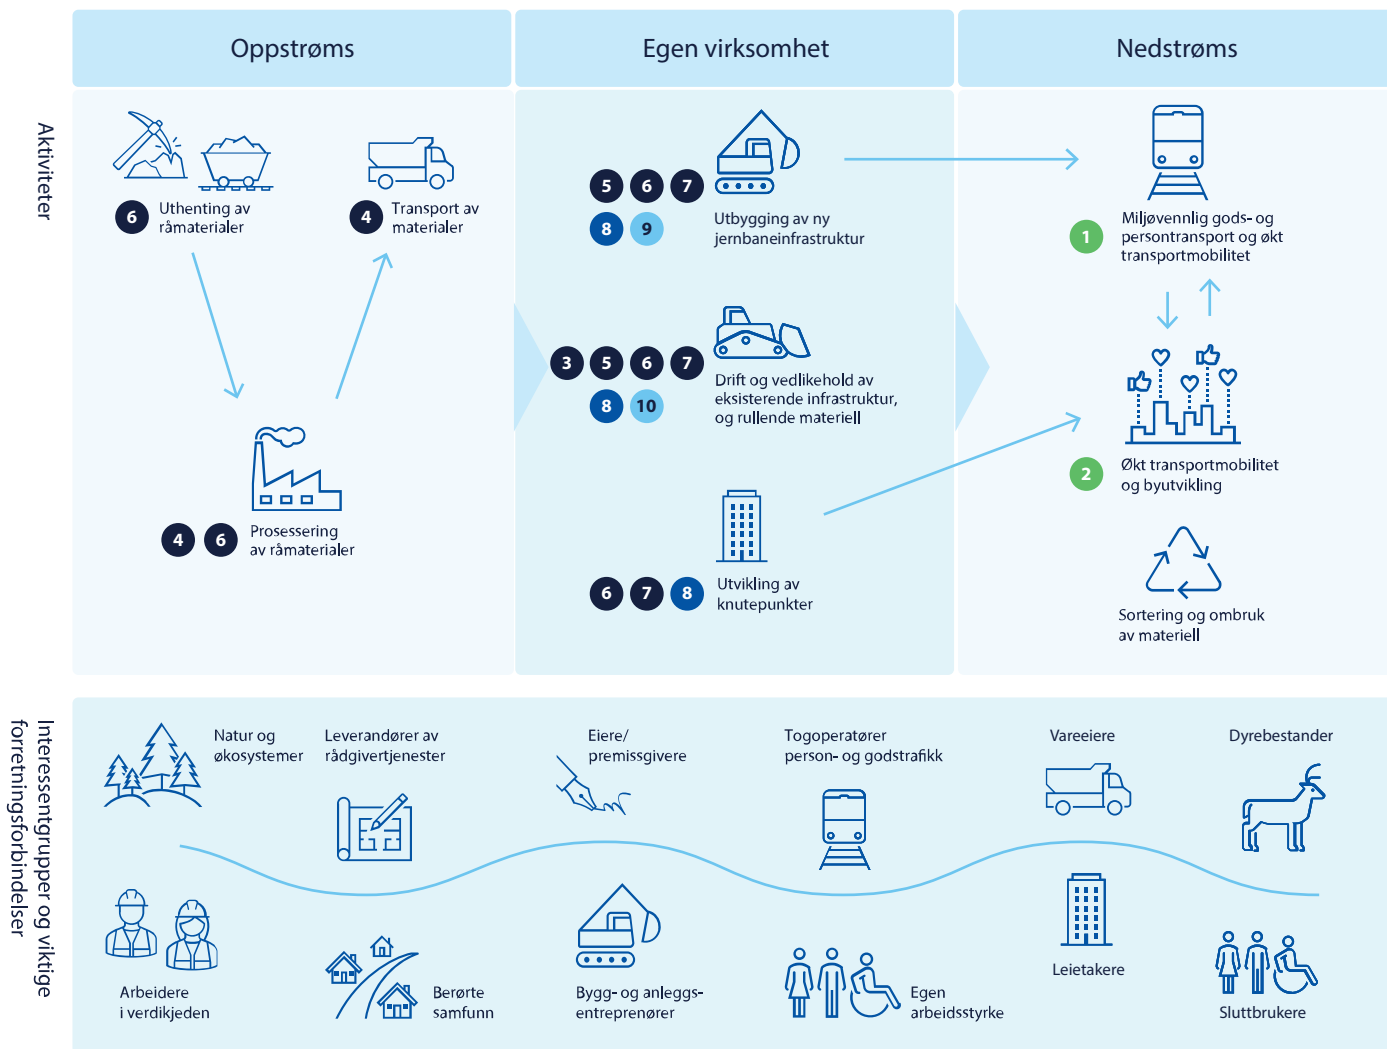 Oppstrøms
Egen virksomhet
Nedstrøms
Aktiviteter
6
Uthenting av
råmaterialer
4
Transport av
materialer
4 6
Prosessering
av råmaterialer
5 6 7
8 9
Utbygging av ny
jernbaneinfrastruktur
3 5 6 7
8 10
Drift og vedlikehold av
eksisterende infrastruktur,
og rullende materiell
6 7 8
Utvikling av
knutepunkter
1
Miljøvennlig gods- og
persontransport og økt
transportmobilitet
2
Økt transportmobilitet
og byutvikling
Sortering og ombruk
av materiell
Interessentgrupper og viktige
forretningsforbindelser
Natur og
økosystemer
Leverandører av
rådgivertjenester
Eiere/
premissgivere
Togoperatører
person- og godstrafikk
Vareeiere
Dyrebestander
Arbeidere
i verdikjeden
Berørte
samfunn
Bygg- og anleggs-
entreprenører
Egen
arbeidsstyrke
Leietakere
Sluttbrukere